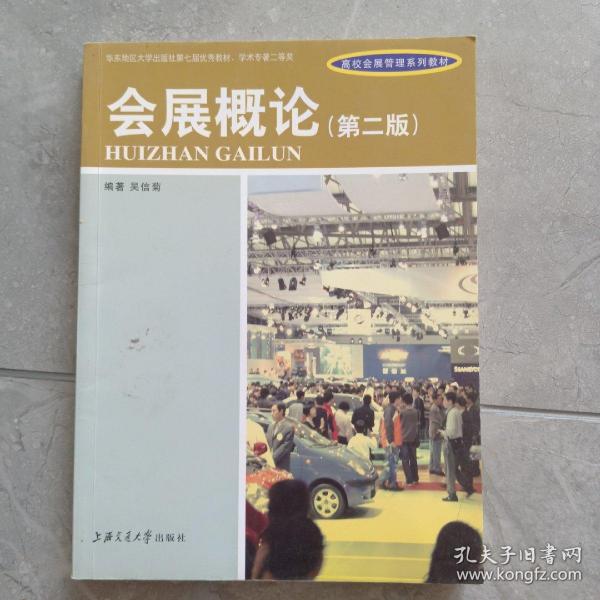 华东地区大学出版社第七届优秀教材、学术专著二等奖
高校会展管理系列教材
会展概论(第二版)
HUIZHAN GAILUN
编著 吴信菊
SSANGYONG
上海交通大学出版社
孔夫子旧书网
www.kongfz.com